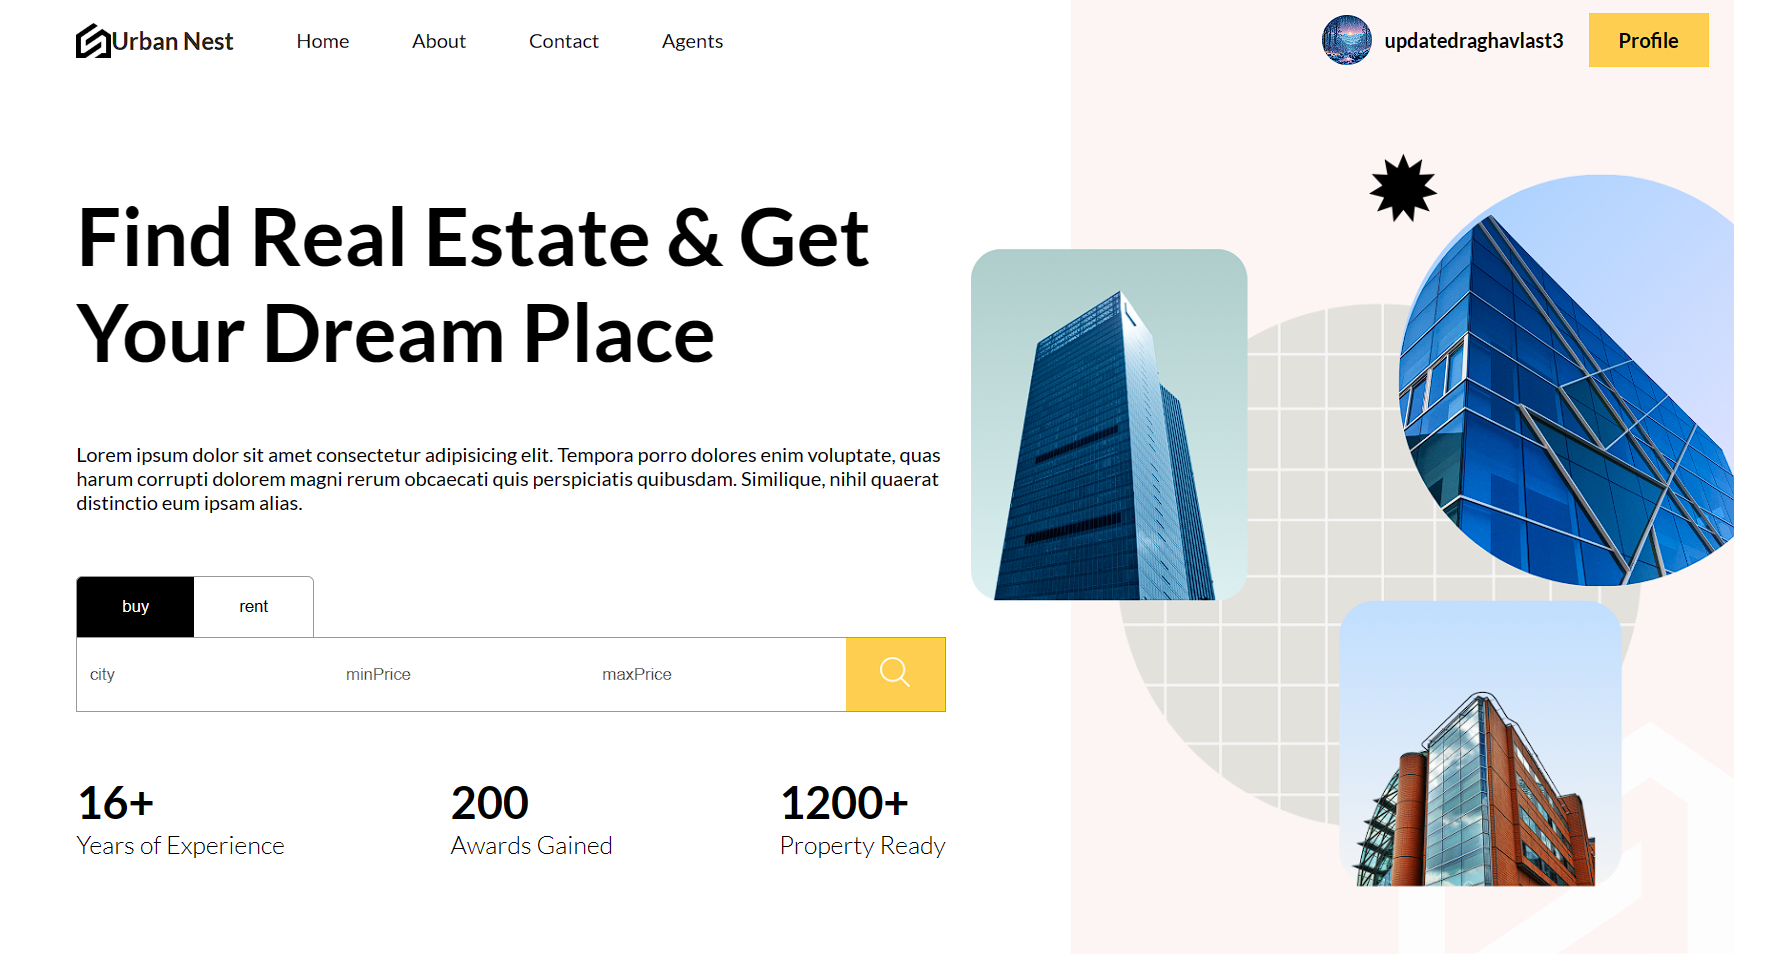 Urban Nest
Home
About
Contact
Agents
updatedraghavlast3
Profile
Find Real Estate & Get
Your Dream Place
Lorem ipsum dolor sit amet consectetur adipisicing elit. Tempora porro dolores enim voluptate, quas
harum corrupti dolorem magni rerum obcaecati quis perspiciatis quibusdam. Similique, nihil quaerat
distinctio eum ipsam alias.
buy
rent
city
minPrice
maxPrice
16+
Years of Experience
200
Awards Gained
1200+
Property Ready